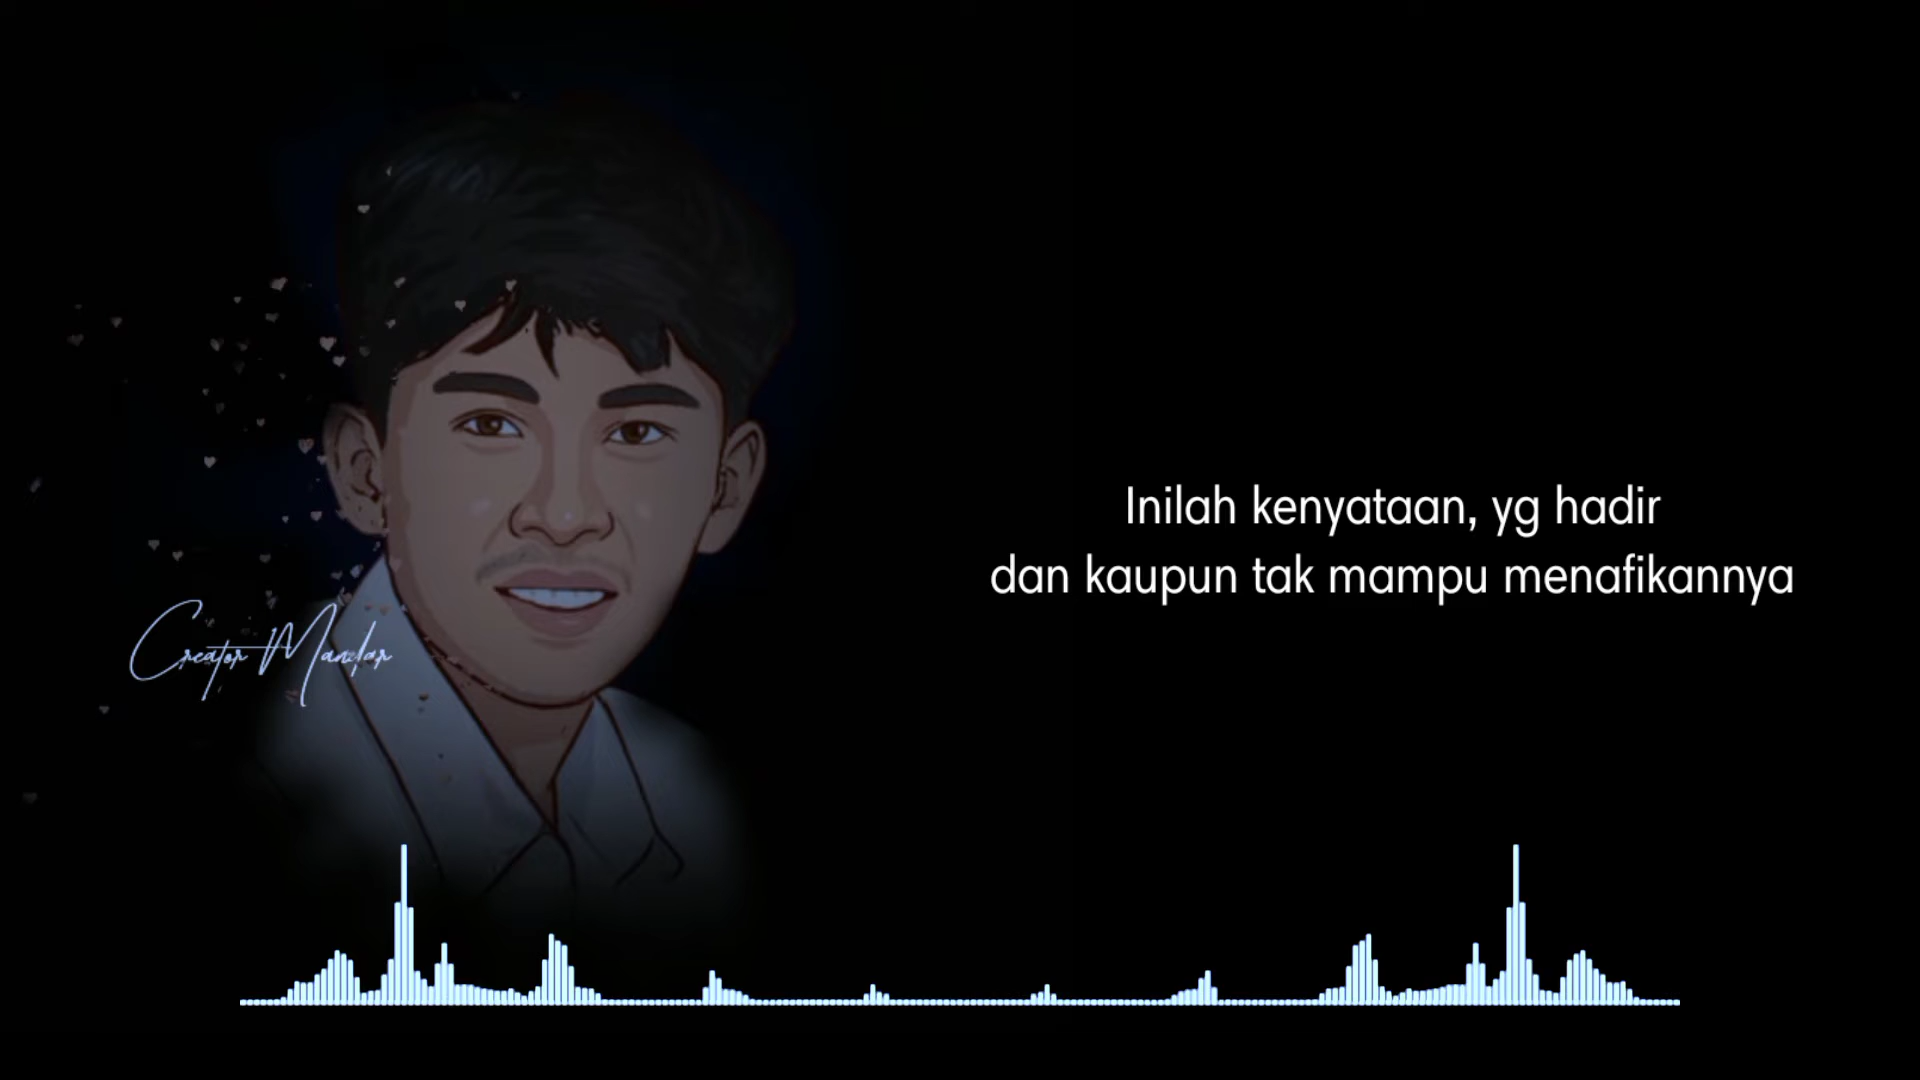 Inilah kenyataan, yg hadir
dan kaupun tak mampu menafikannya
Creator Mandar